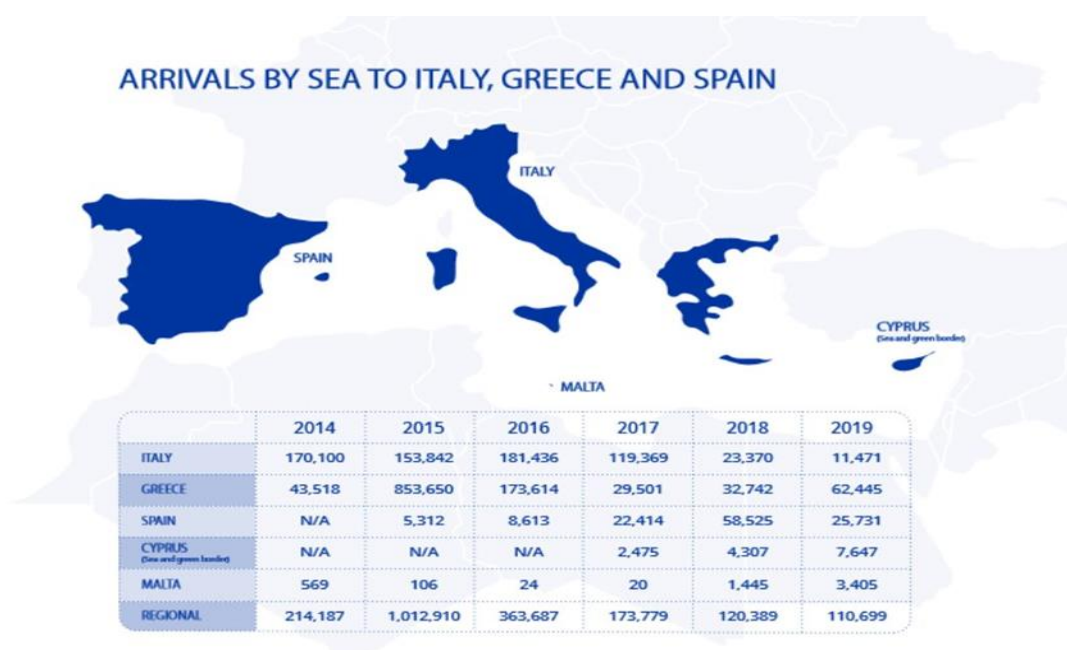 ARRIVALS BY SEA TO ITALY, GREECE AND SPAIN
ITALY
SPAIN
CYPRUS
(Sea and green border)
MALTA
2014 2015 2016 2017 2018 2019
ITALY 170,100 153,842 181,436 119,369 23,370 11,471
GREECE 43,518 853,650 173,614 29,501 32,742 62,445
SPAIN N/A 5,312 8,613 22,414 58,525 25,731
CYPRUS N/A N/A N/A 2,475 4,307 7,647
(Sea and green border)
MALTA 569 106 24 20 1,445 3,405
REGIONAL 214,187 1,012,910 363,687 173,779 120,389 110,699